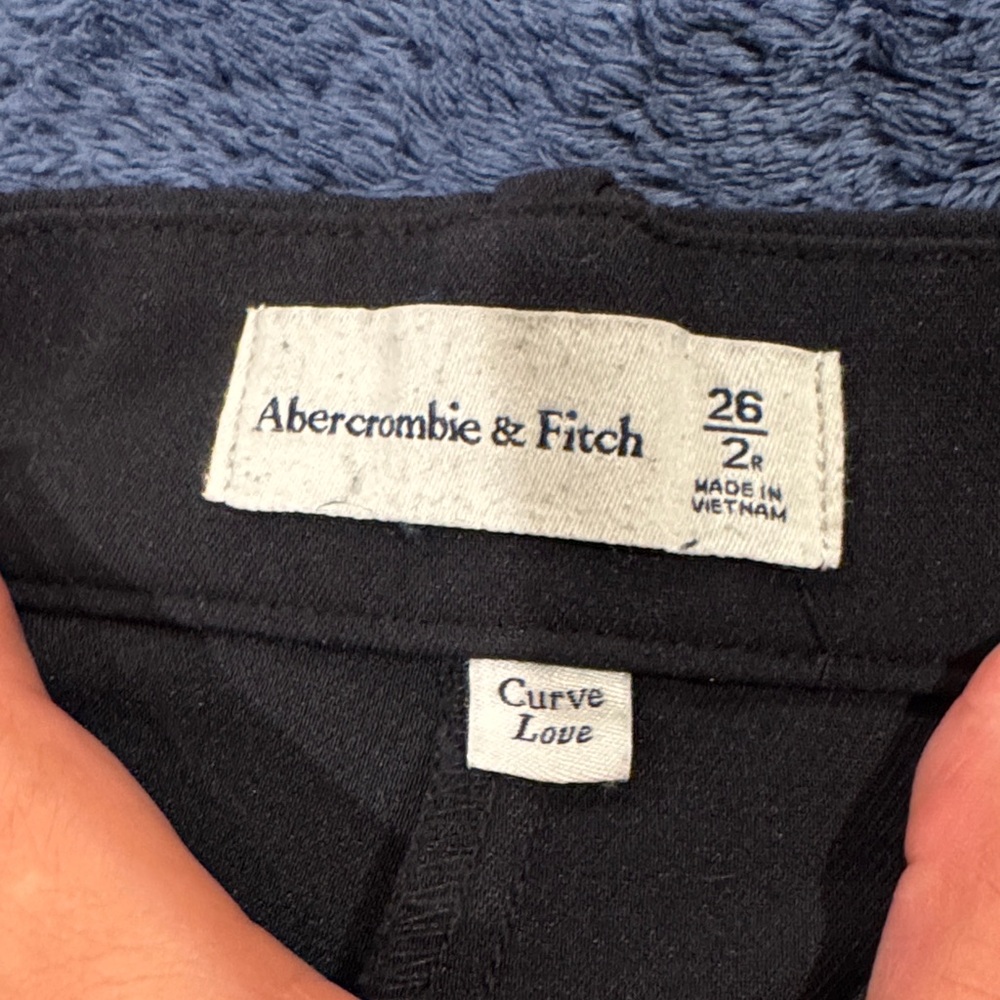 Abercrombie & Fitch
26
2R
MADE IN
VIETNAM
Curve
Love